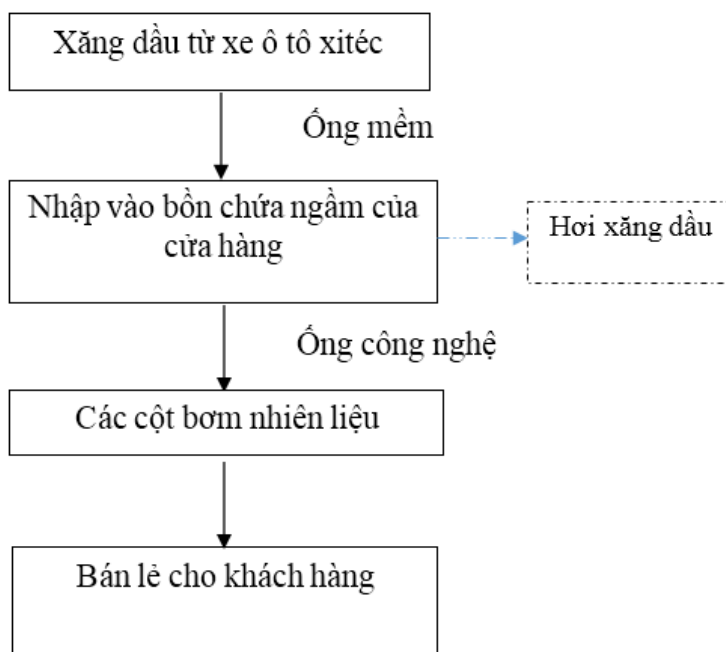 Xăng dầu từ xe ô tô xitéc
Ống mềm
Nhập vào bồn chứa ngầm của
cửa hàng
Hơi xăng dầu
Ống công nghệ
Các cột bơm nhiên liệu
Bán lẻ cho khách hàng